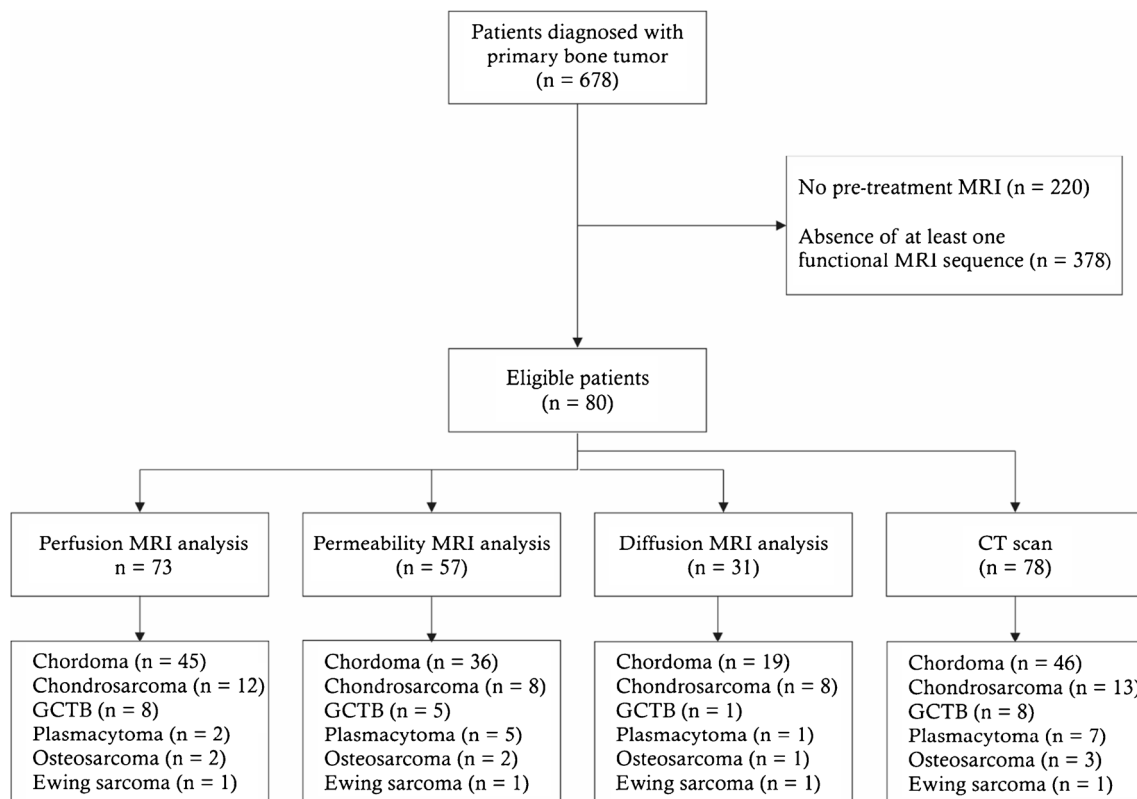 Patients diagnosed with
primary bone tumor
(n = 678)
No pre-treatment MRI (n = 220)
Absence of at least one
functional MRI sequence (n = 378)
Eligible patients
(n = 80)
Perfusion MRI analysis
n = 73
Permeability MRI analysis
(n = 57)
Diffusion MRI analysis
(n = 31)
CT scan
(n = 78)
Chordoma (n = 45)
Chondrosarcoma (n = 12)
GCTB (n = 8)
Plasmacytoma (n = 2)
Osteosarcoma (n = 2)
Ewing sarcoma (n = 1)
Chordoma (n = 36)
Chondrosarcoma (n = 8)
GCTB (n = 5)
Plasmacytoma (n = 5)
Osteosarcoma (n = 2)
Ewing sarcoma (n = 1)
Chordoma (n = 19)
Chondrosarcoma (n = 8)
GCTB (n = 1)
Plasmacytoma (n = 1)
Osteosarcoma (n = 1)
Ewing sarcoma (n = 1)
Chordoma (n = 46)
Chondrosarcoma (n = 13)
GCTB (n = 8)
Plasmacytoma (n = 7)
Osteosarcoma (n = 3)
Ewing sarcoma (n = 1)